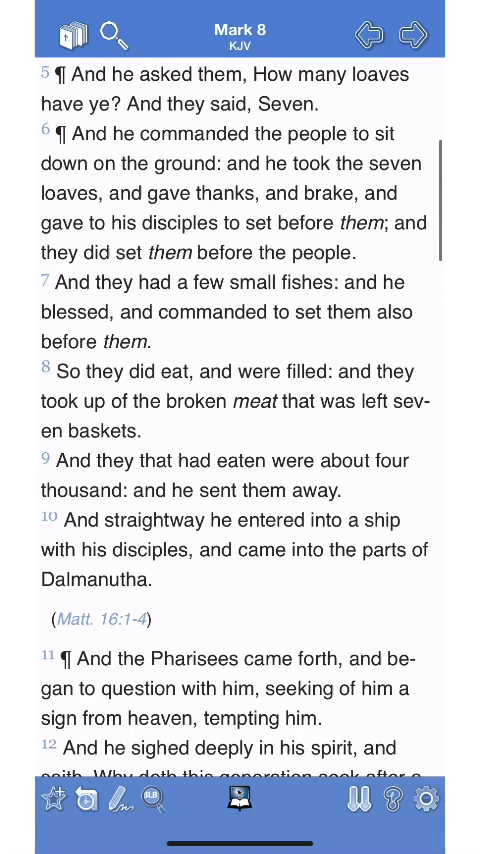 Mark 8
KJV
5 ¶ And he asked them, How many loaves
have ye? And they said, Seven.
6 ¶ And he commanded the people to sit
down on the ground: and he took the seven
loaves, and gave thanks, and brake, and
gave to his disciples to set before them; and
they did set them before the people.
7 And they had a few small fishes: and he
blessed, and commanded to set them also
before them.
8 So they did eat, and were filled: and they
took up of the broken meat that was left sev-
en baskets.
9 And they that had eaten were about four
thousand: and he sent them away.
10 And straightway he entered into a ship
with his disciples, and came into the parts of
Dalmanutha.
(Matt. 16:1-4)
11 ¶ And the Pharisees came forth, and be-
gan to question with him, seeking of him a
sign from heaven, tempting him.
12 And he sighed deeply in his spirit, and
saith, Why doth this generation seek after a
BLB